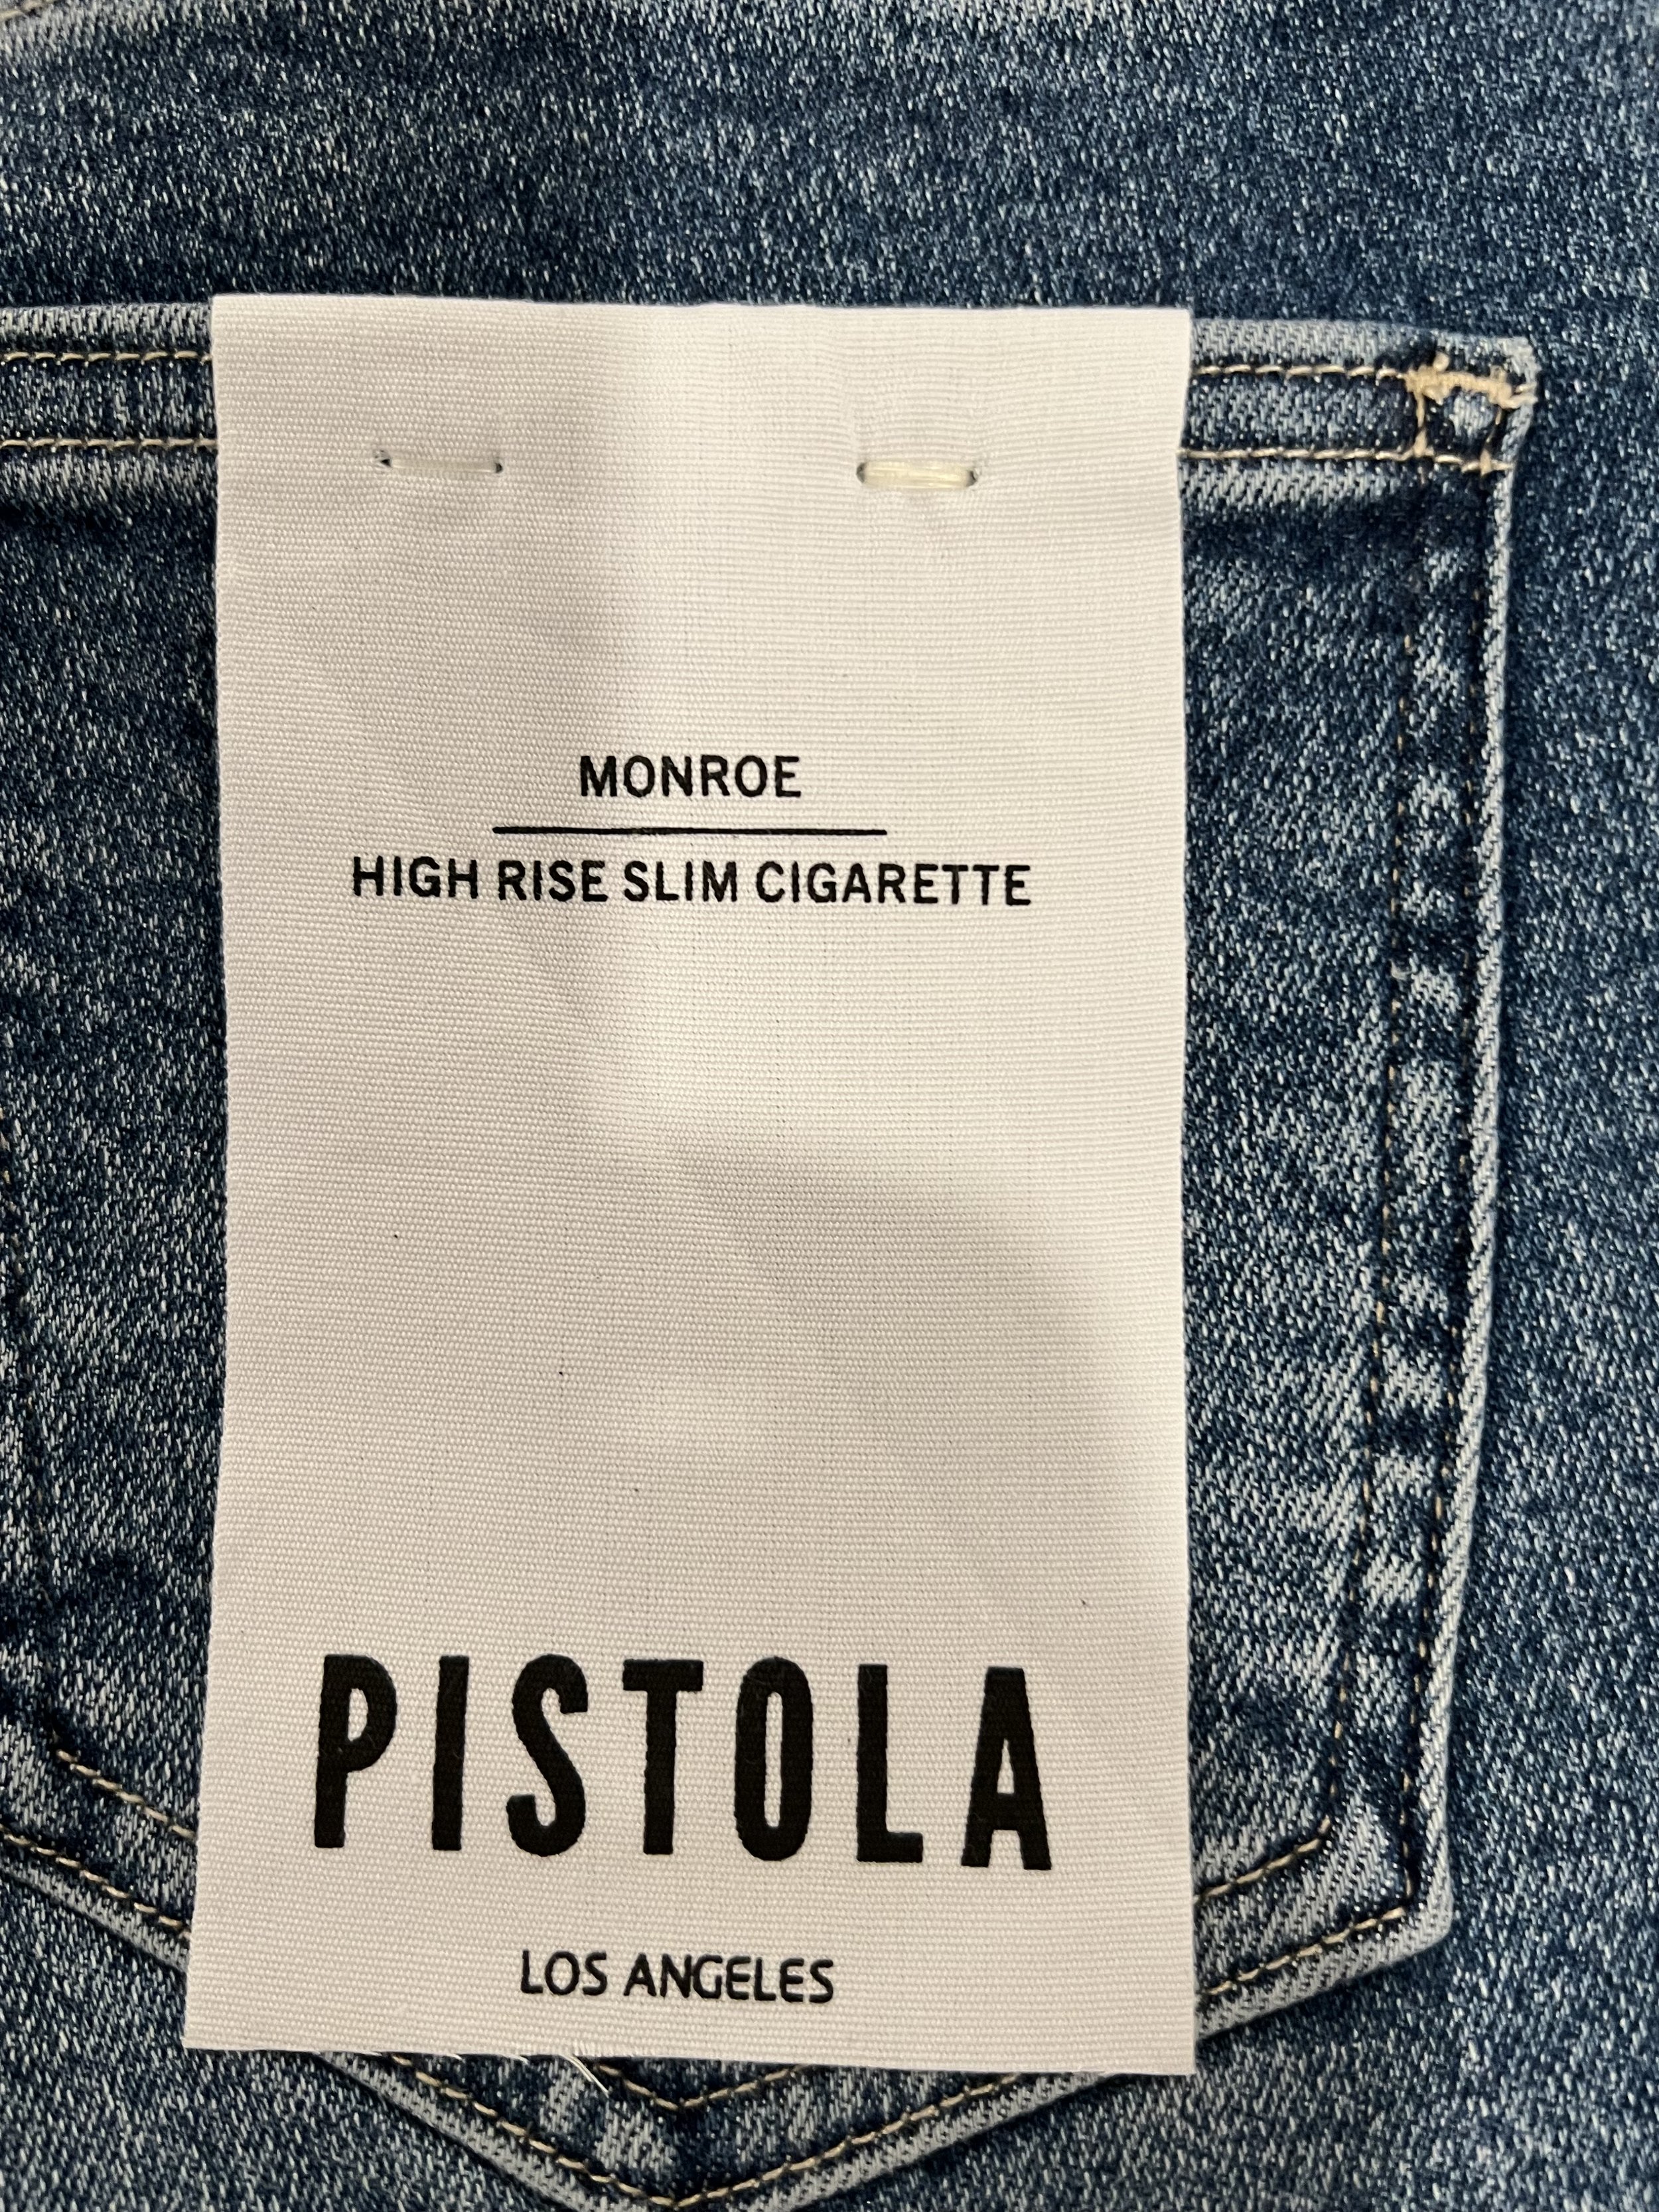 MONROE
HIGH RISE SLIM CIGARETTE
PISTOLA
LOS ANGELES